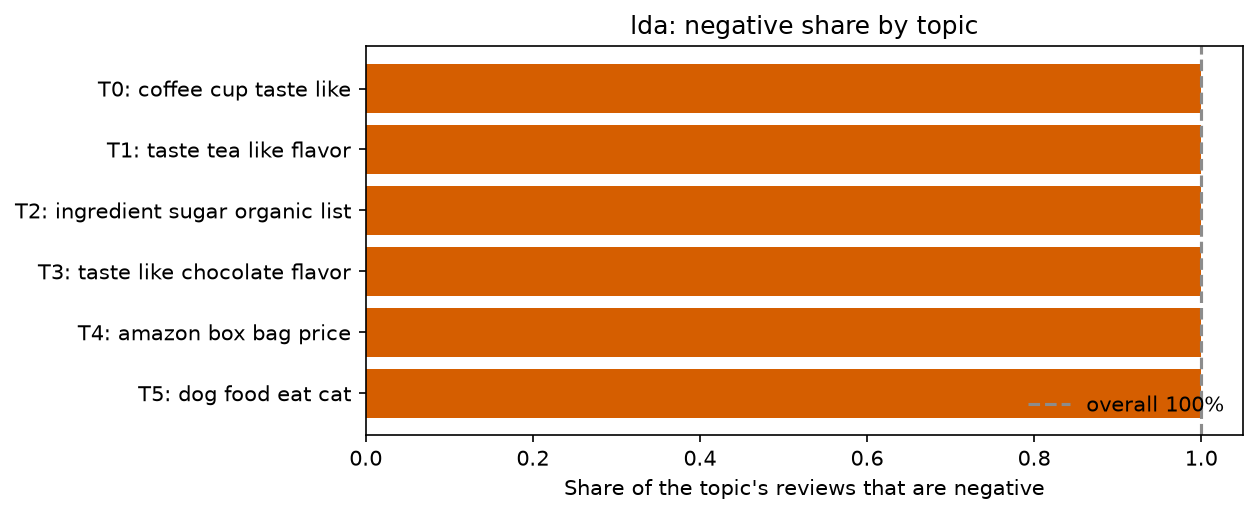 lda: negative share by topic
T0: coffee cup taste like
T1: taste tea like flavor
T2: ingredient sugar organic list
T3: taste like chocolate flavor
T4: amazon box bag price
T5: dog food eat cat
overall 100%
0.0 0.2 0.4 0.6 0.8 1.0
Share of the topic's reviews that are negative